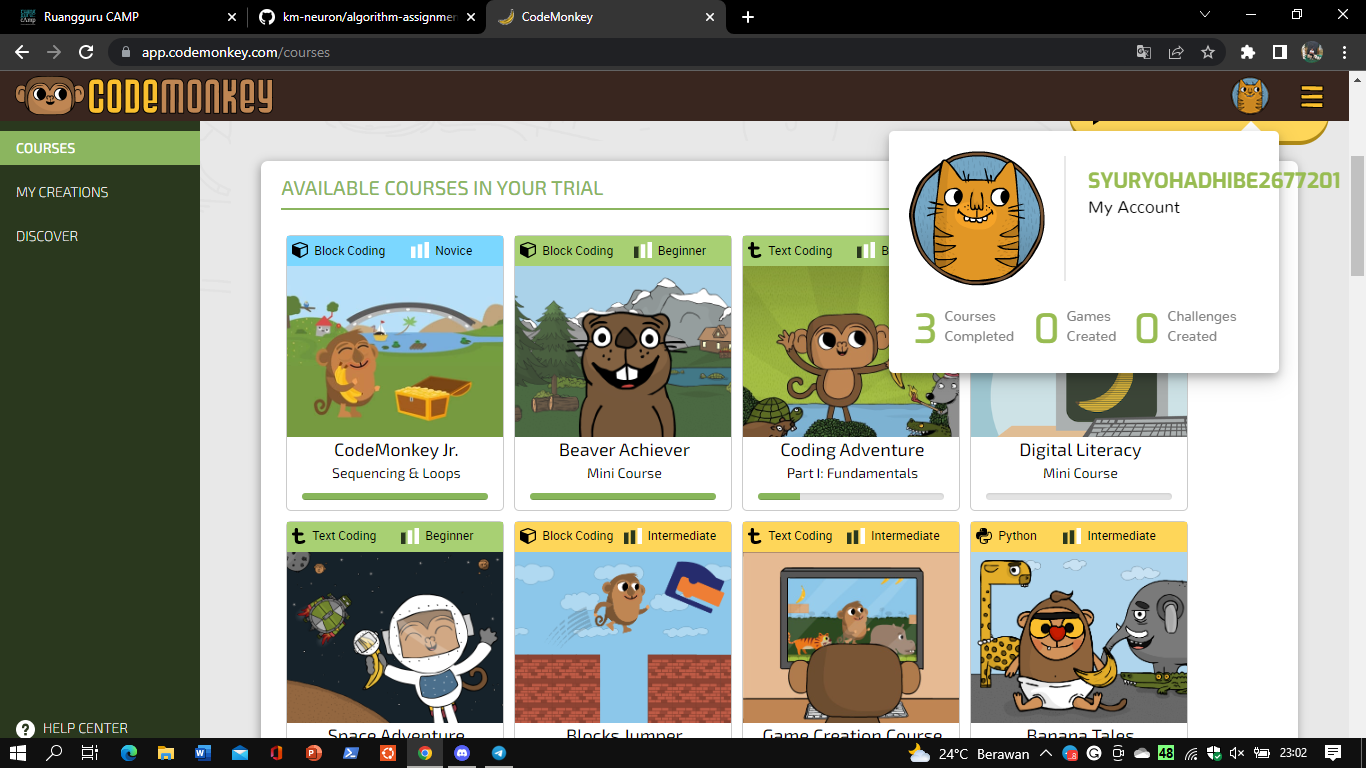 Ruangguru CAMP
km-neuron/algorithm-assignmen
CodeMonkey
app.codemonkey.com/courses
CODEMONKEY
COURSES
MY CREATIONS
DISCOVER
HELP CENTER
AVAILABLE COURSES IN YOUR TRIAL
SYURYOHADHIBE2677201
My Account
3 Courses Completed
0 Games Created
0 Challenges Created
Block Coding Novice
CodeMonkey Jr.
Sequencing & Loops
Block Coding Beginner
Beaver Achiever
Mini Course
Text Coding B
Coding Adventure
Part I: Fundamentals
Digital Literacy
Mini Course
Text Coding Beginner
Space Adventure
Block Coding Intermediate
Blocks Jumper
Text Coding Intermediate
Game Creation Course
Python Intermediate
Banana Tales
24°C Berawan
48
23:02